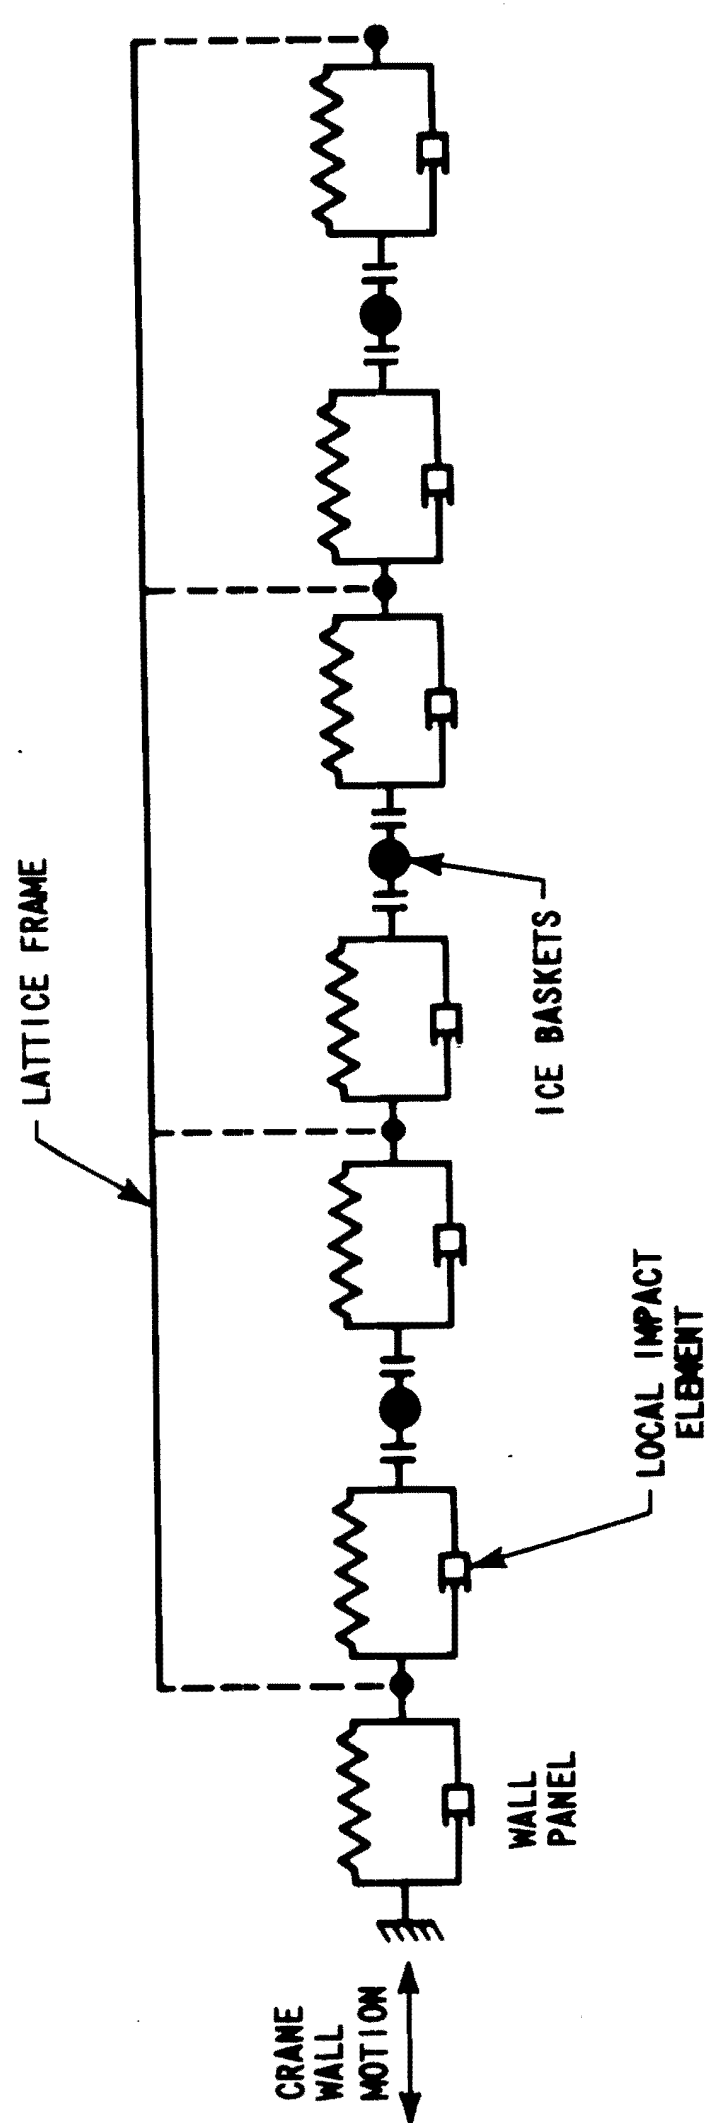 LATTICE FRAME
ICE BASKETS
LOCAL IMPACT
ELEMENT
WALL
PANEL
CRANE
WALL
MOTION